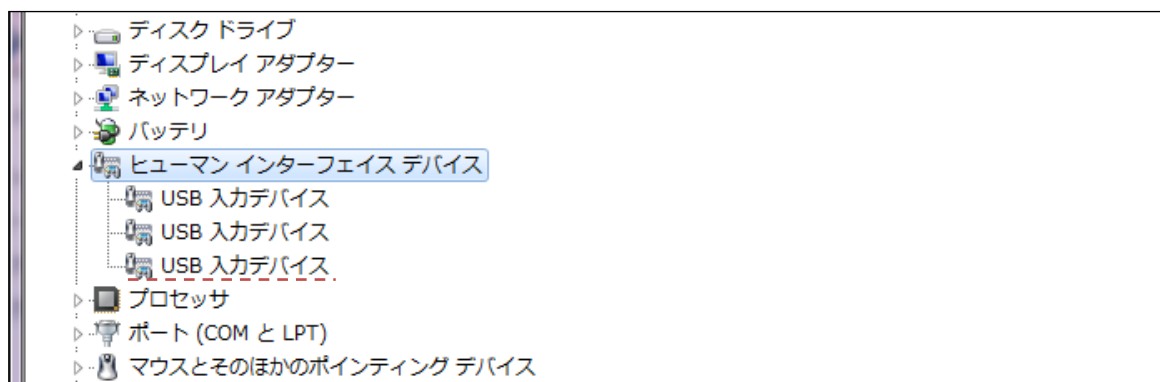 ディスク ドライブ
ディスプレイ アダプター
ネットワーク アダプター
バッテリ
ヒューマン インターフェイス デバイス
USB 入力デバイス
USB 入力デバイス
USB 入力デバイス
プロセッサ
ポート (COM と LPT)
マウスとそのほかのポインティング デバイス